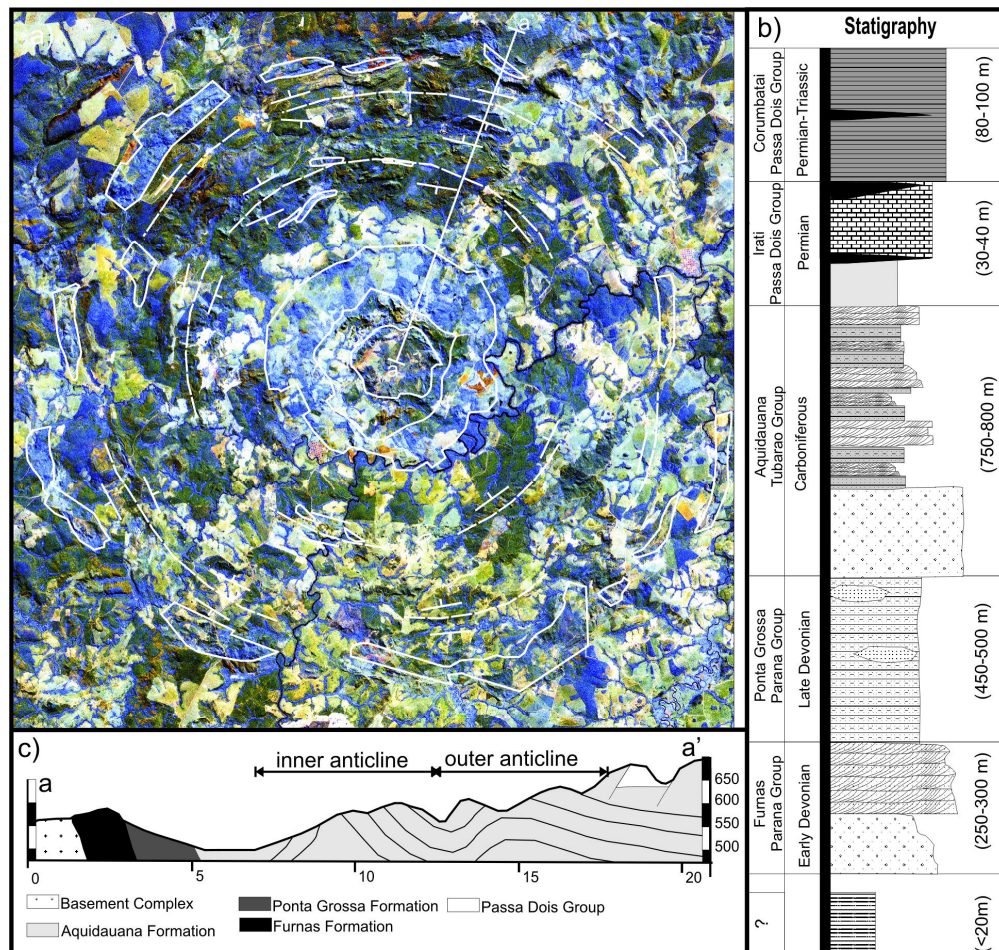 a)
a'
a
b)
Statigraphy
Corumbatai
Passa Dois Group
Permian-Triassic
(80-100 m)
Irati
Passa Dois Group
Permian
(30-40 m)
Aquidauana
Tubarao Group
Carboniferous
(750-800 m)
Ponta Grossa
Parana Group
Late Devonian
(450-500 m)
Furnas
Parana Group
Early Devonian
(250-300 m)
?
(<20m)
c)
a
inner anticline
outer anticline
a'
650
600
550
500
0
5
10
15
20
Basement Complex
Ponta Grossa Formation
Passa Dois Group
Aquidauana Formation
Furnas Formation